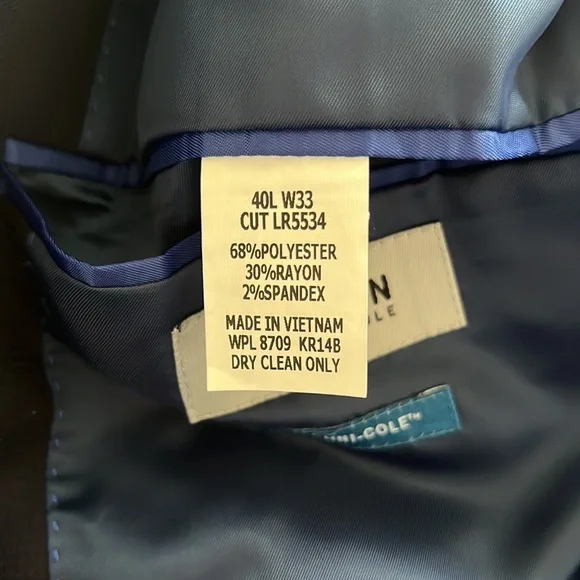 40L W33
CUT LR5534
68%POLYESTER
30%RAYON
2%SPANDEX
MADE IN VIETNAM
WPL 8709 KR14B
DRY CLEAN ONLY